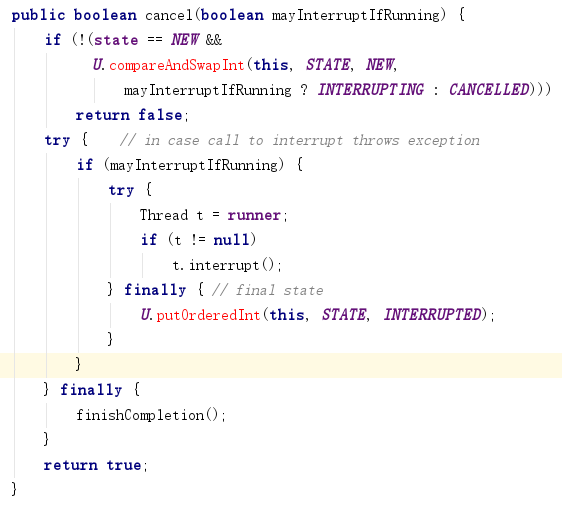 public boolean cancel(boolean mayInterruptIfRunning) {
    if (!(state == NEW &&
          U.compareAndSwapInt(this, STATE, NEW,
              mayInterruptIfRunning ? INTERRUPTING : CANCELLED)))
        return false;
    try {    // in case call to interrupt throws exception
        if (mayInterruptIfRunning) {
            try {
                Thread t = runner;
                if (t != null)
                    t.interrupt();
            } finally { // final state
                U.putOrderedInt(this, STATE, INTERRUPTED);
            }
        }
    } finally {
        finishCompletion();
    }
    return true;
}